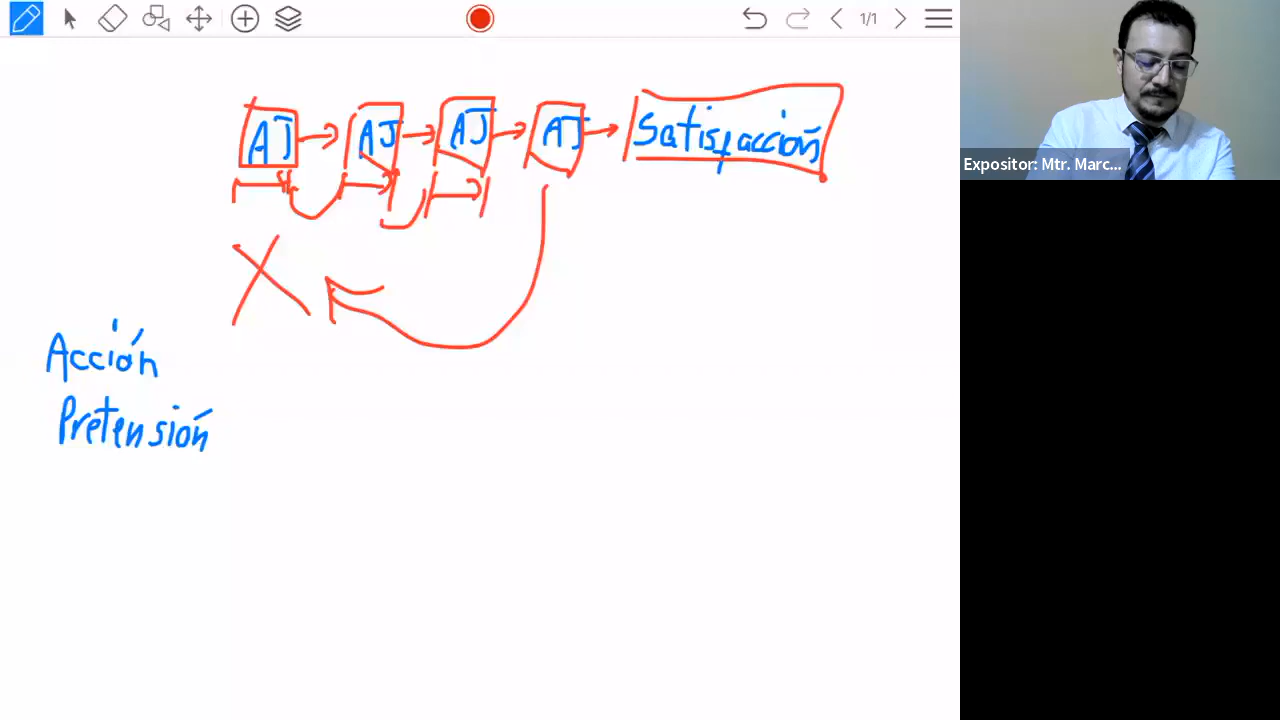 1/1
AJ AJ AJ AJ Satisfacción
Acción
Pretensión
Expositor: Mtr. Marc...